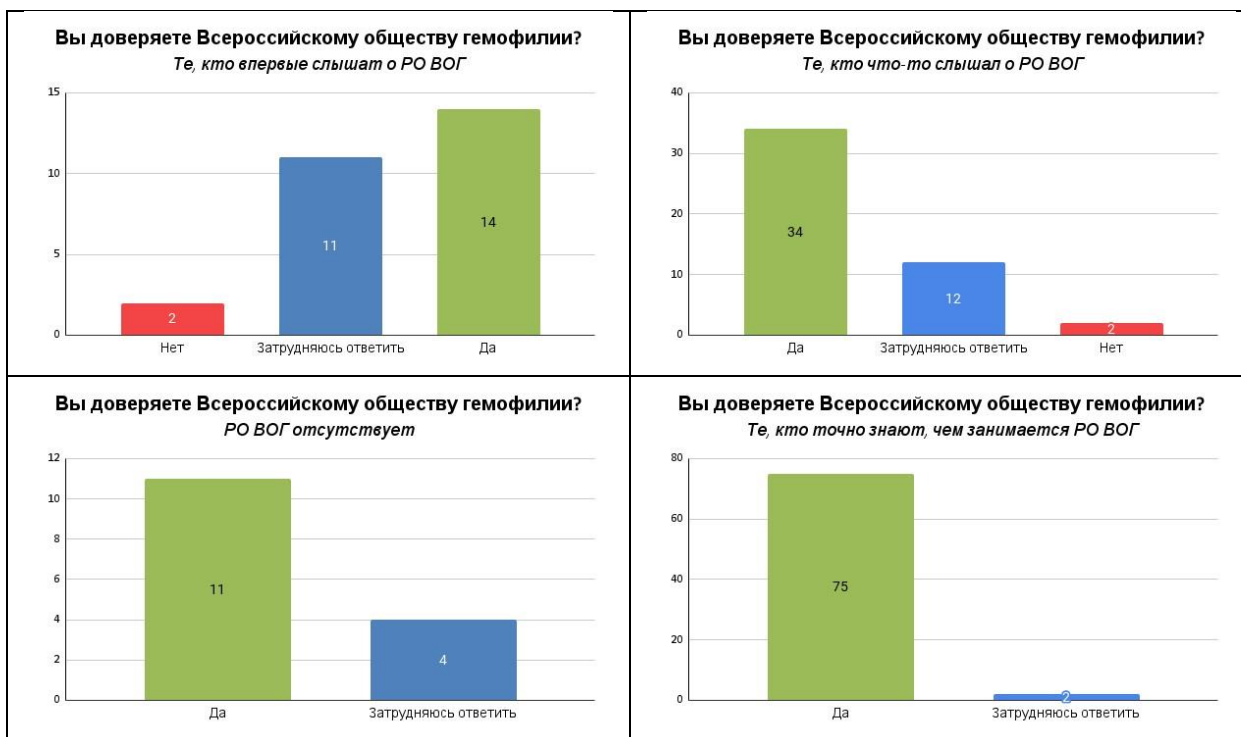 Вы доверяете Всероссийскому обществу гемофилии?
Те, кто впервые слышат о РО ВОГ
15
10
5
0
2
11
14
Нет
Затрудняюсь ответить
Да
Вы доверяете Всероссийскому обществу гемофилии?
Те, кто что-то слышал о РО ВОГ
40
30
20
10
0
34
12
2
Да
Затрудняюсь ответить
Нет
Вы доверяете Всероссийскому обществу гемофилии?
РО ВОГ отсутствует
12
10
8
6
4
2
0
11
4
Да
Затрудняюсь ответить
Вы доверяете Всероссийскому обществу гемофилии?
Те, кто точно знают, чем занимается РО ВОГ
80
60
40
20
0
75
2
Да
Затрудняюсь ответить